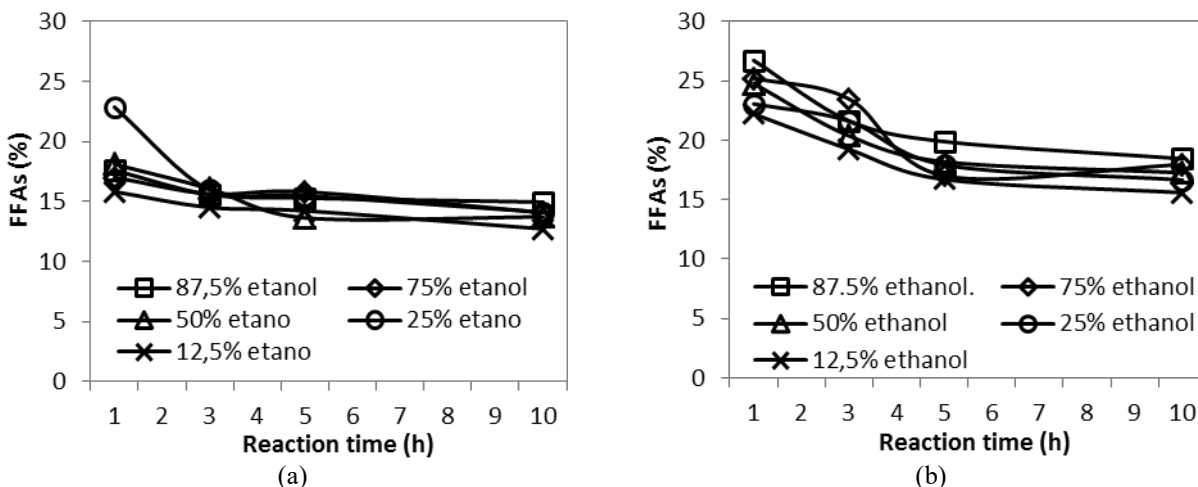 30
25
20
15
10
5
0
FFAs (%)
87,5% etanol
75% etanol
50% etano
25% etano
12,5% etano
1 2 3 4 5 6 7 8 9 10
Reaction time (h)
(a)
30
25
20
15
10
5
0
FFAs (%)
87.5% ethanol.
75% ethanol
50% ethanol
25% ethanol
12,5% ethanol
1 2 3 4 5 6 7 8 9 10
Reaction time (h)
(b)